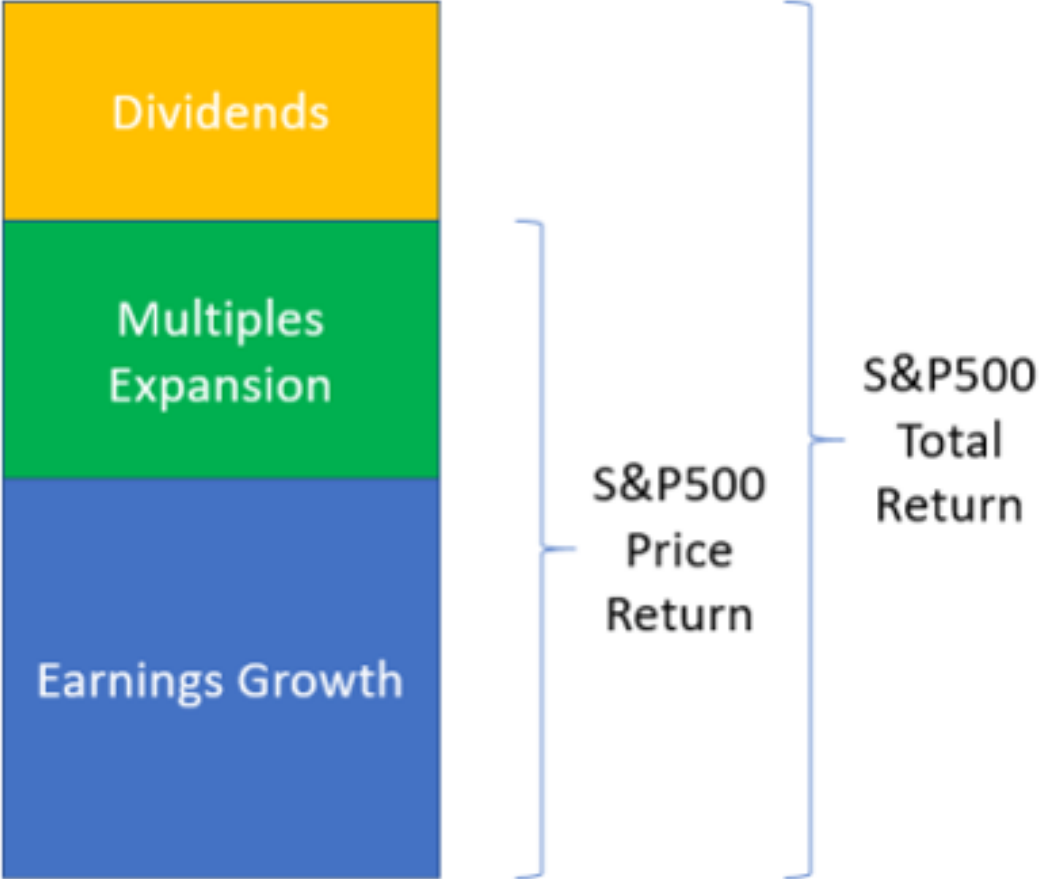 Dividends
Multiples
Expansion
Earnings Growth
S&P500
Price
Return
S&P500
Total
Return